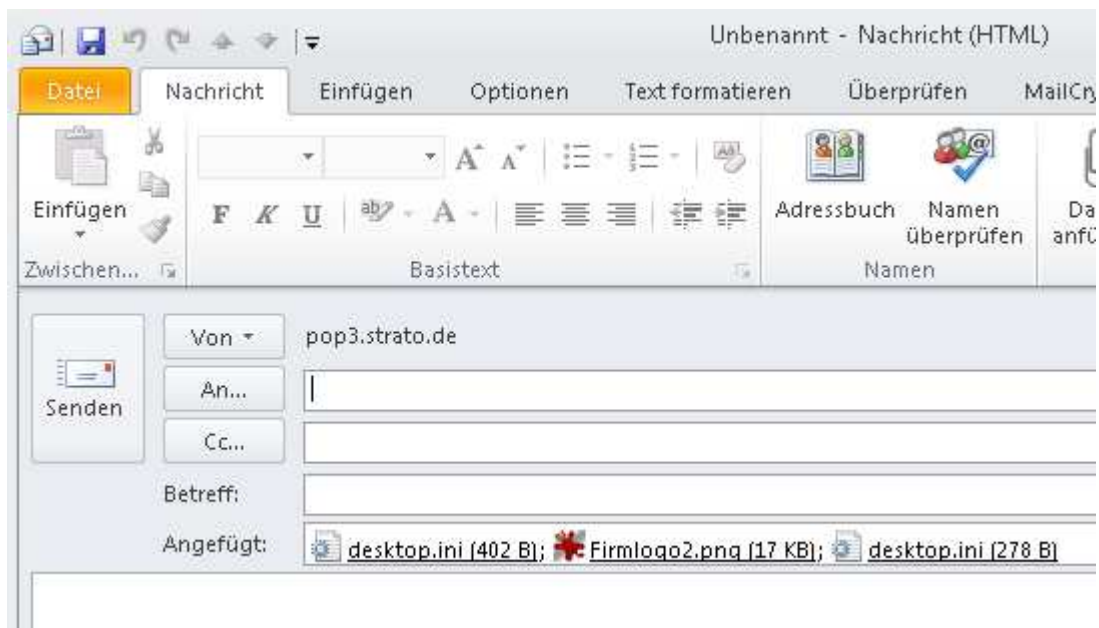 Unbenannt - Nachricht (HTML)
Datei Nachricht Einfügen Optionen Text formatieren Überprüfen
Einfügen F K U A Adressbuch Namen
überprüfen
Zwischen... Basistext Namen
Von pop3.strato.de
An...
Senden
Cc...
Betreff:
Angefügt: desktop.ini (402 B); Firmlogo2.png (17 KB); desktop.ini (278 B)